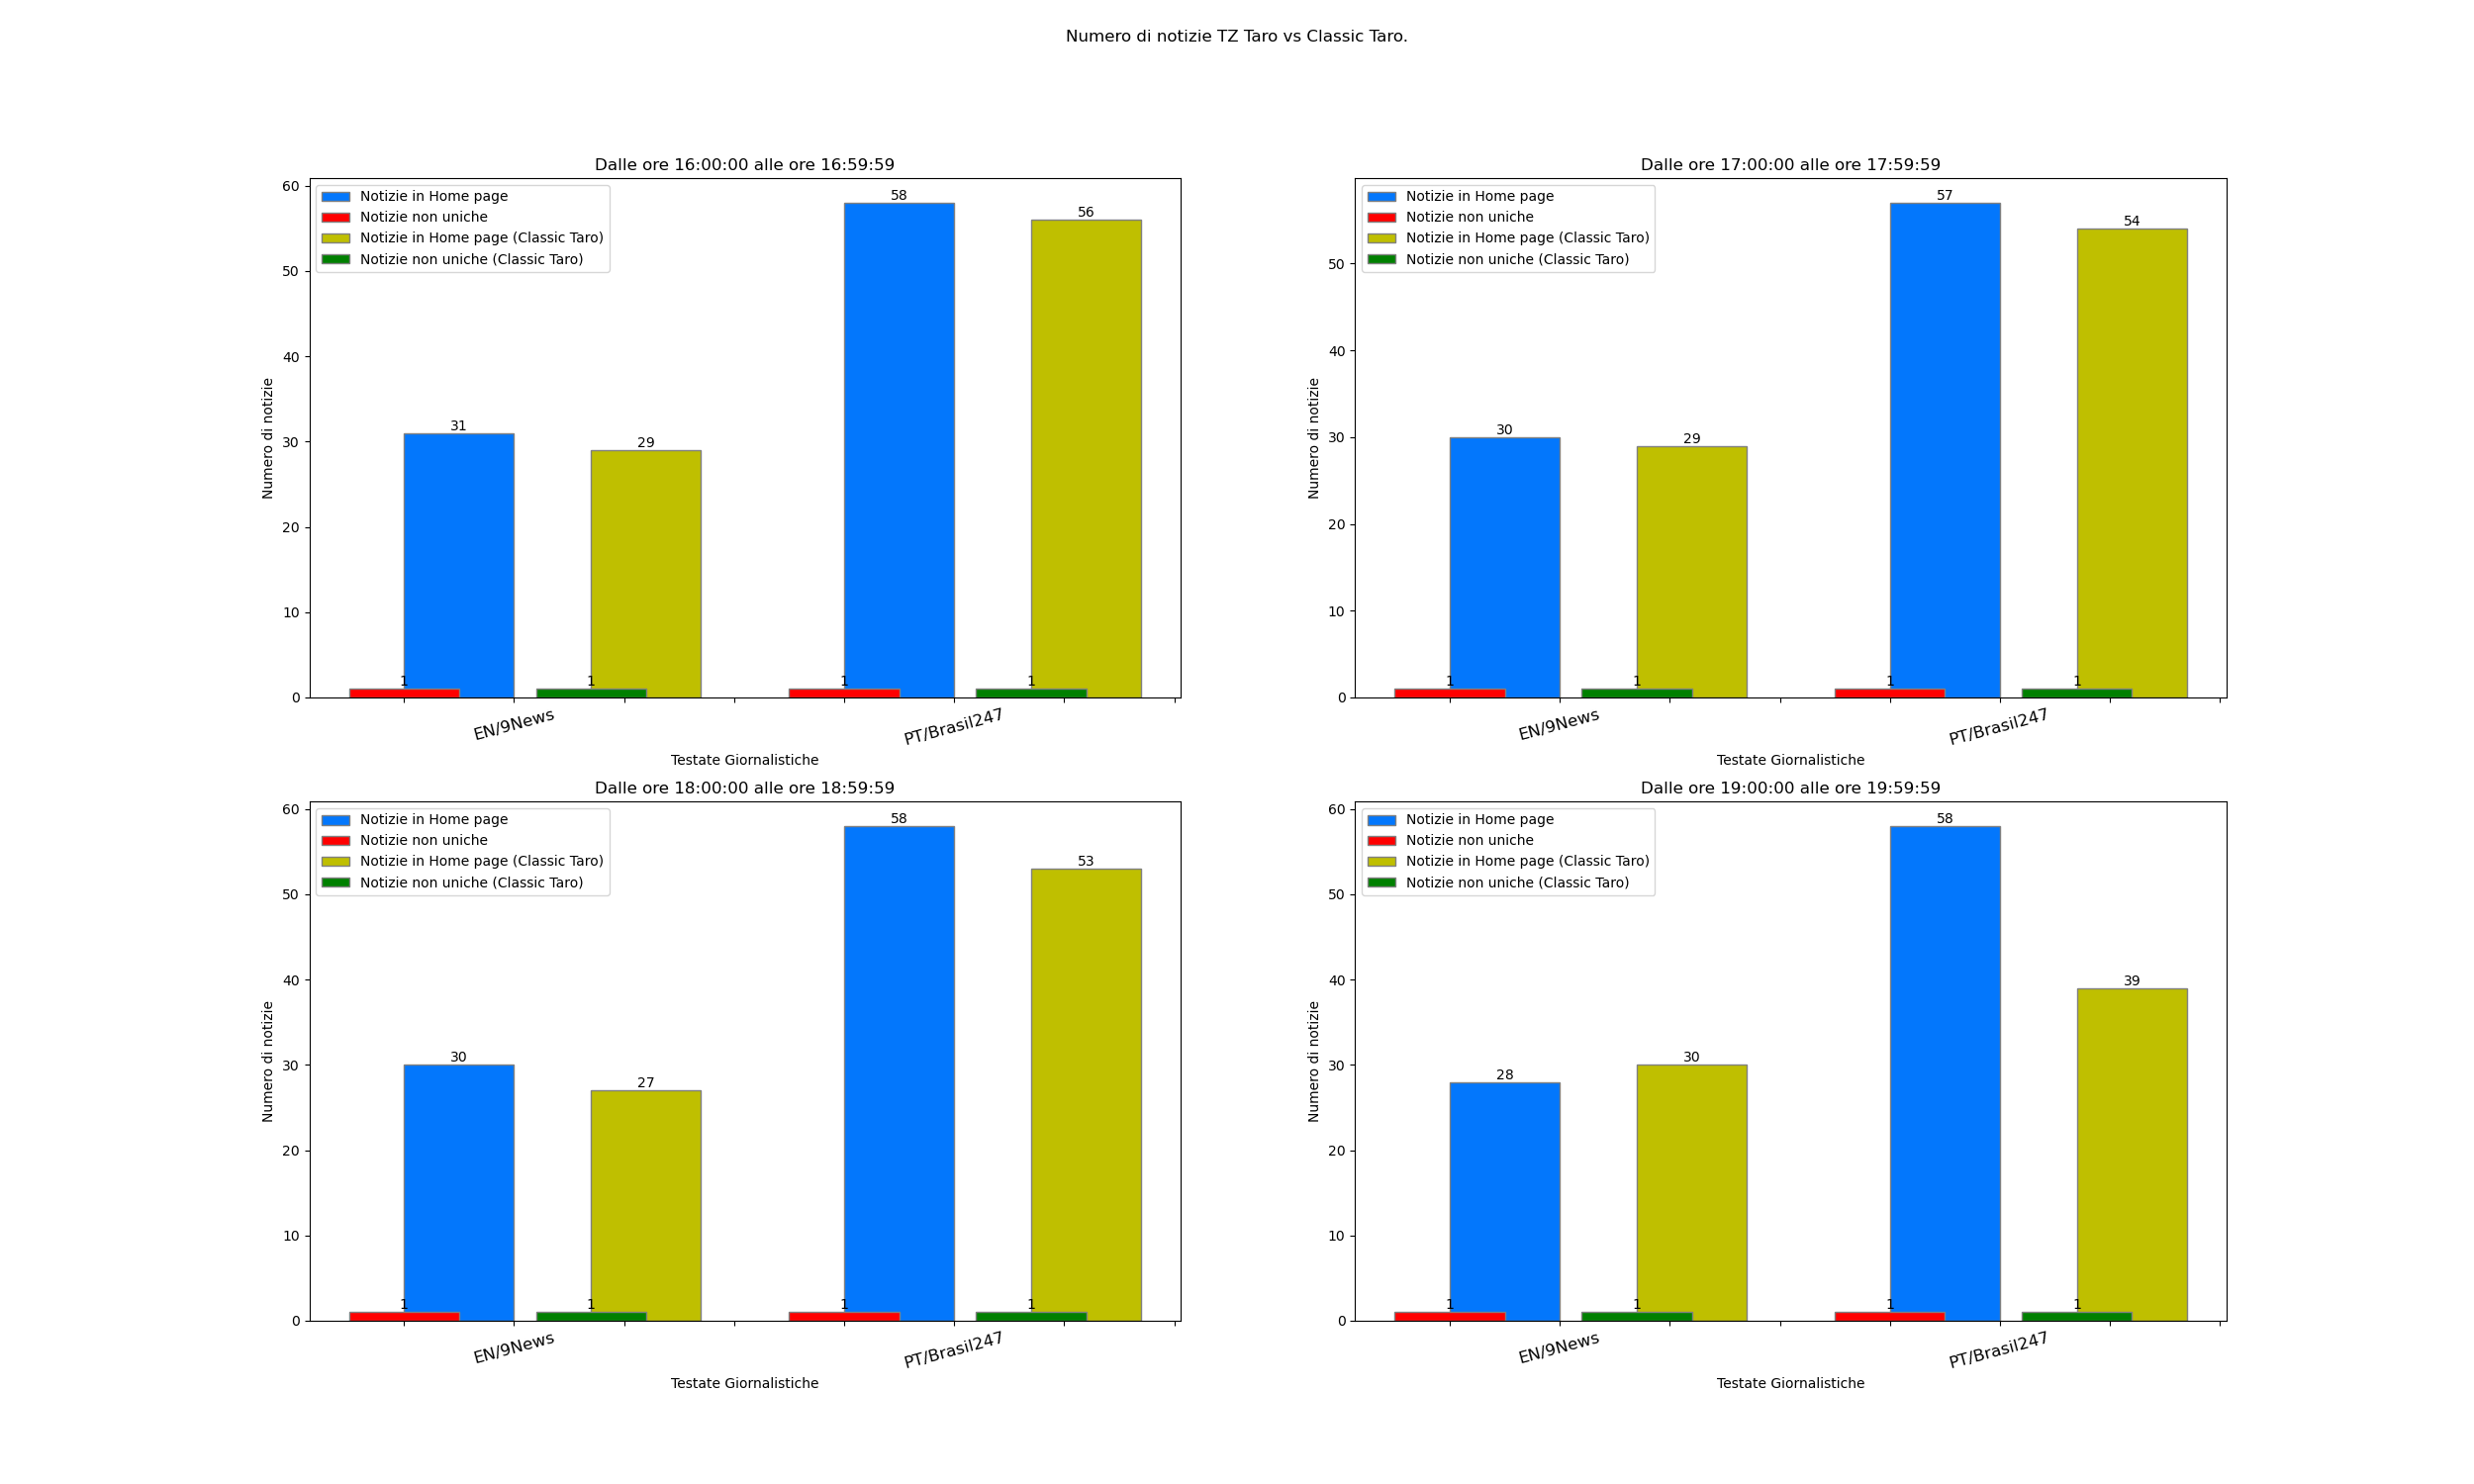 Numero di notizie TZ Taro vs Classic Taro.
Dalle ore 16:00:00 alle ore 16:59:59
Notizie in Home page
Notizie non uniche
Notizie in Home page (Classic Taro)
Notizie non uniche (Classic Taro)
60
50
40
30
20
10
0
Numero di notizie
31
29
58
56
1
1
1
1
EN/9News
PT/Brasil247
Testate Giornalistiche
Dalle ore 17:00:00 alle ore 17:59:59
Notizie in Home page
Notizie non uniche
Notizie in Home page (Classic Taro)
Notizie non uniche (Classic Taro)
50
40
30
20
10
0
Numero di notizie
30
29
57
54
1
1
1
1
EN/9News
PT/Brasil247
Testate Giornalistiche
Dalle ore 18:00:00 alle ore 18:59:59
Notizie in Home page
Notizie non uniche
Notizie in Home page (Classic Taro)
Notizie non uniche (Classic Taro)
60
50
40
30
20
10
0
Numero di notizie
30
27
58
53
1
1
1
1
EN/9News
PT/Brasil247
Testate Giornalistiche
Dalle ore 19:00:00 alle ore 19:59:59
Notizie in Home page
Notizie non uniche
Notizie in Home page (Classic Taro)
Notizie non uniche (Classic Taro)
60
50
40
30
20
10
0
Numero di notizie
28
30
58
39
1
1
1
1
EN/9News
PT/Brasil247
Testate Giornalistiche